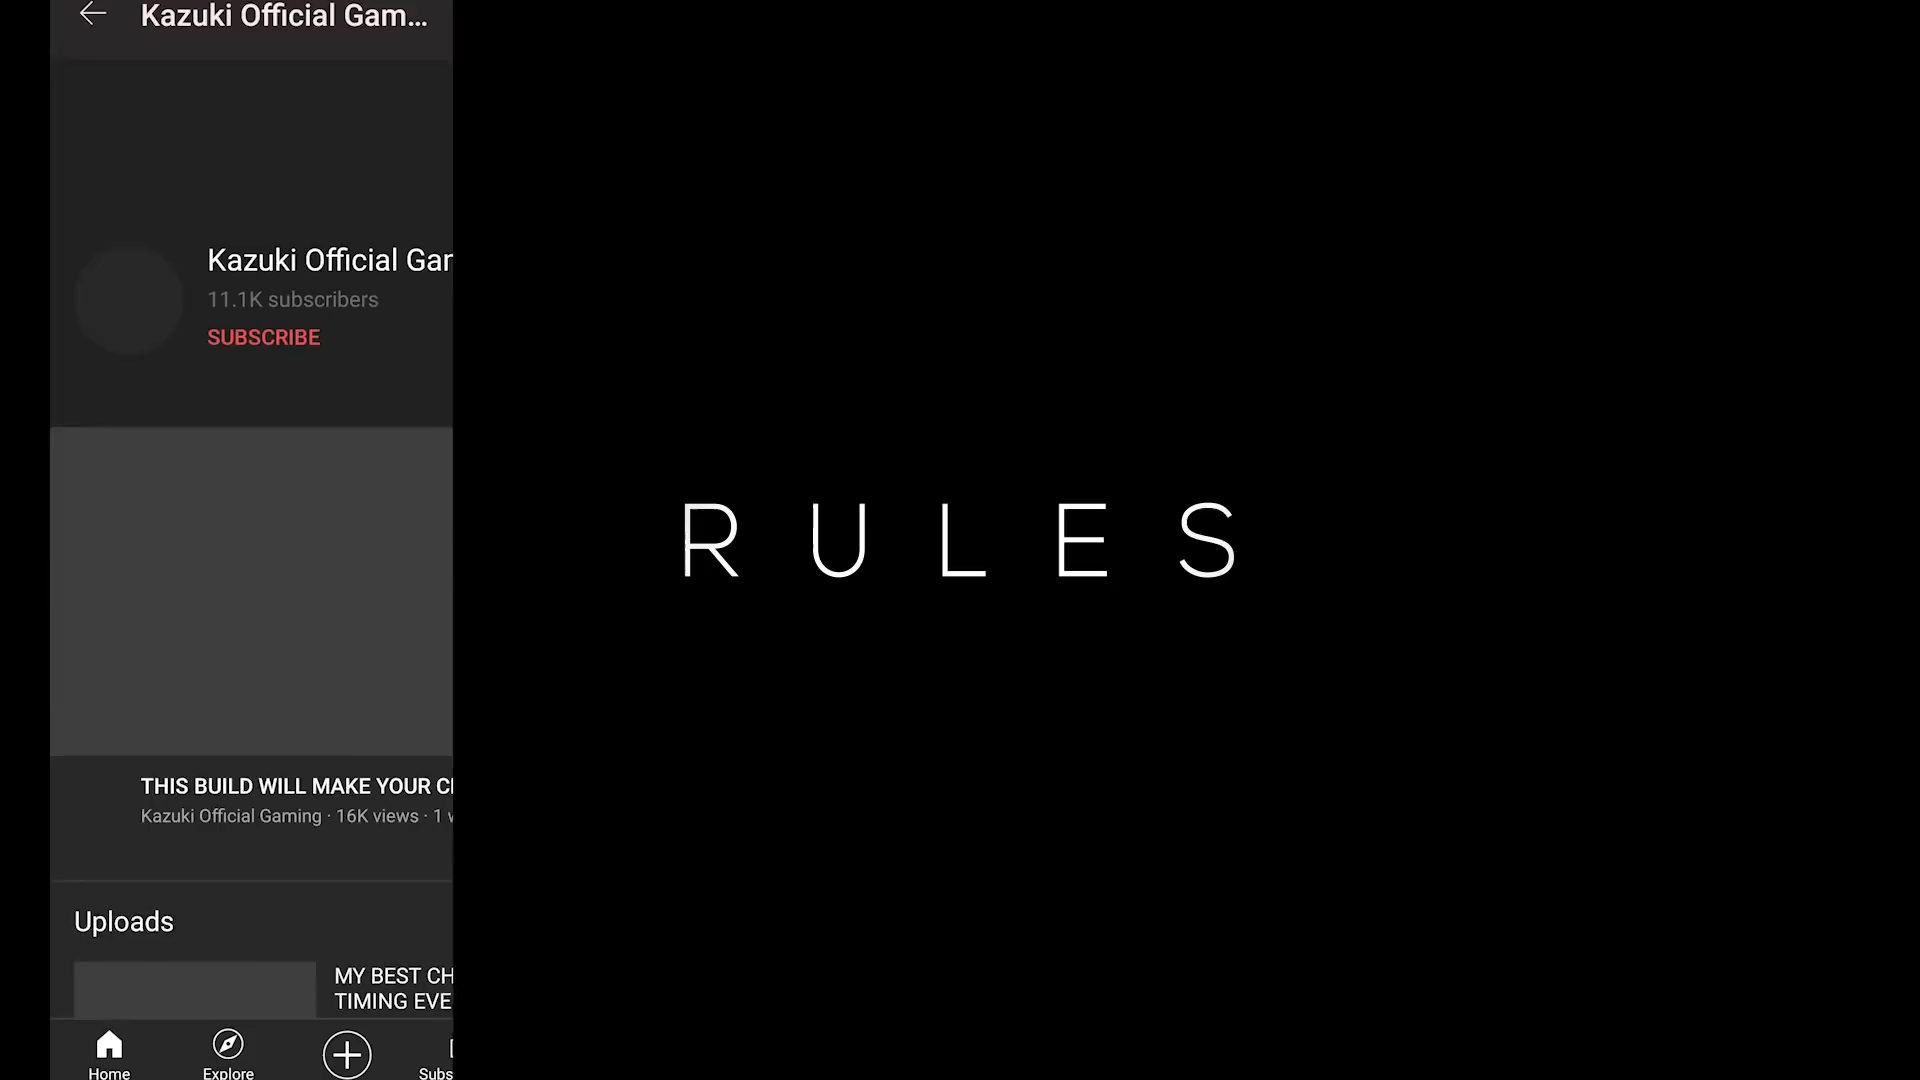 Kazuki Official Gam...
Kazuki Official Gar
11.1K subscribers
SUBSCRIBE
RULES
THIS BUILD WILL MAKE YOUR
Kazuki Official Gaming · 16K views · 1
Uploads
MY BEST CH
TIMING EVE
Home
Explore
Subs